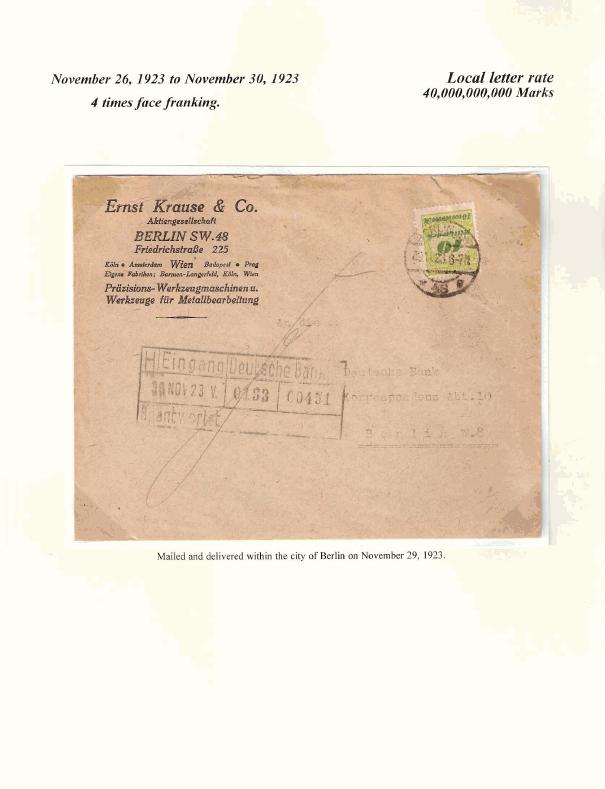 November 26, 1923 to November 30, 1923
4 times face franking.
Local letter rate
40,000,000,000 Marks
Ernst Krause & Co.
Aktiengesellschaft
BERLIN SW.48
Friedrichstraße 225
Köln • Amsterdam Wien Budapest • Prag
Eigene Fabriken: Barmen-Langerfeld, Köln, Wien
Präzisions-Werkzeugmaschinen u.
Werkzeuge für Metallbearbeitung
10
48
An die
H Eingang Deutsche Bank
30 NOV 23 V. 0133 00451
Beantwortet
Deutsche Bank
Korrespondenz Abt.10
Berlin W.8
Mailed and delivered within the city of Berlin on November 29, 1923.